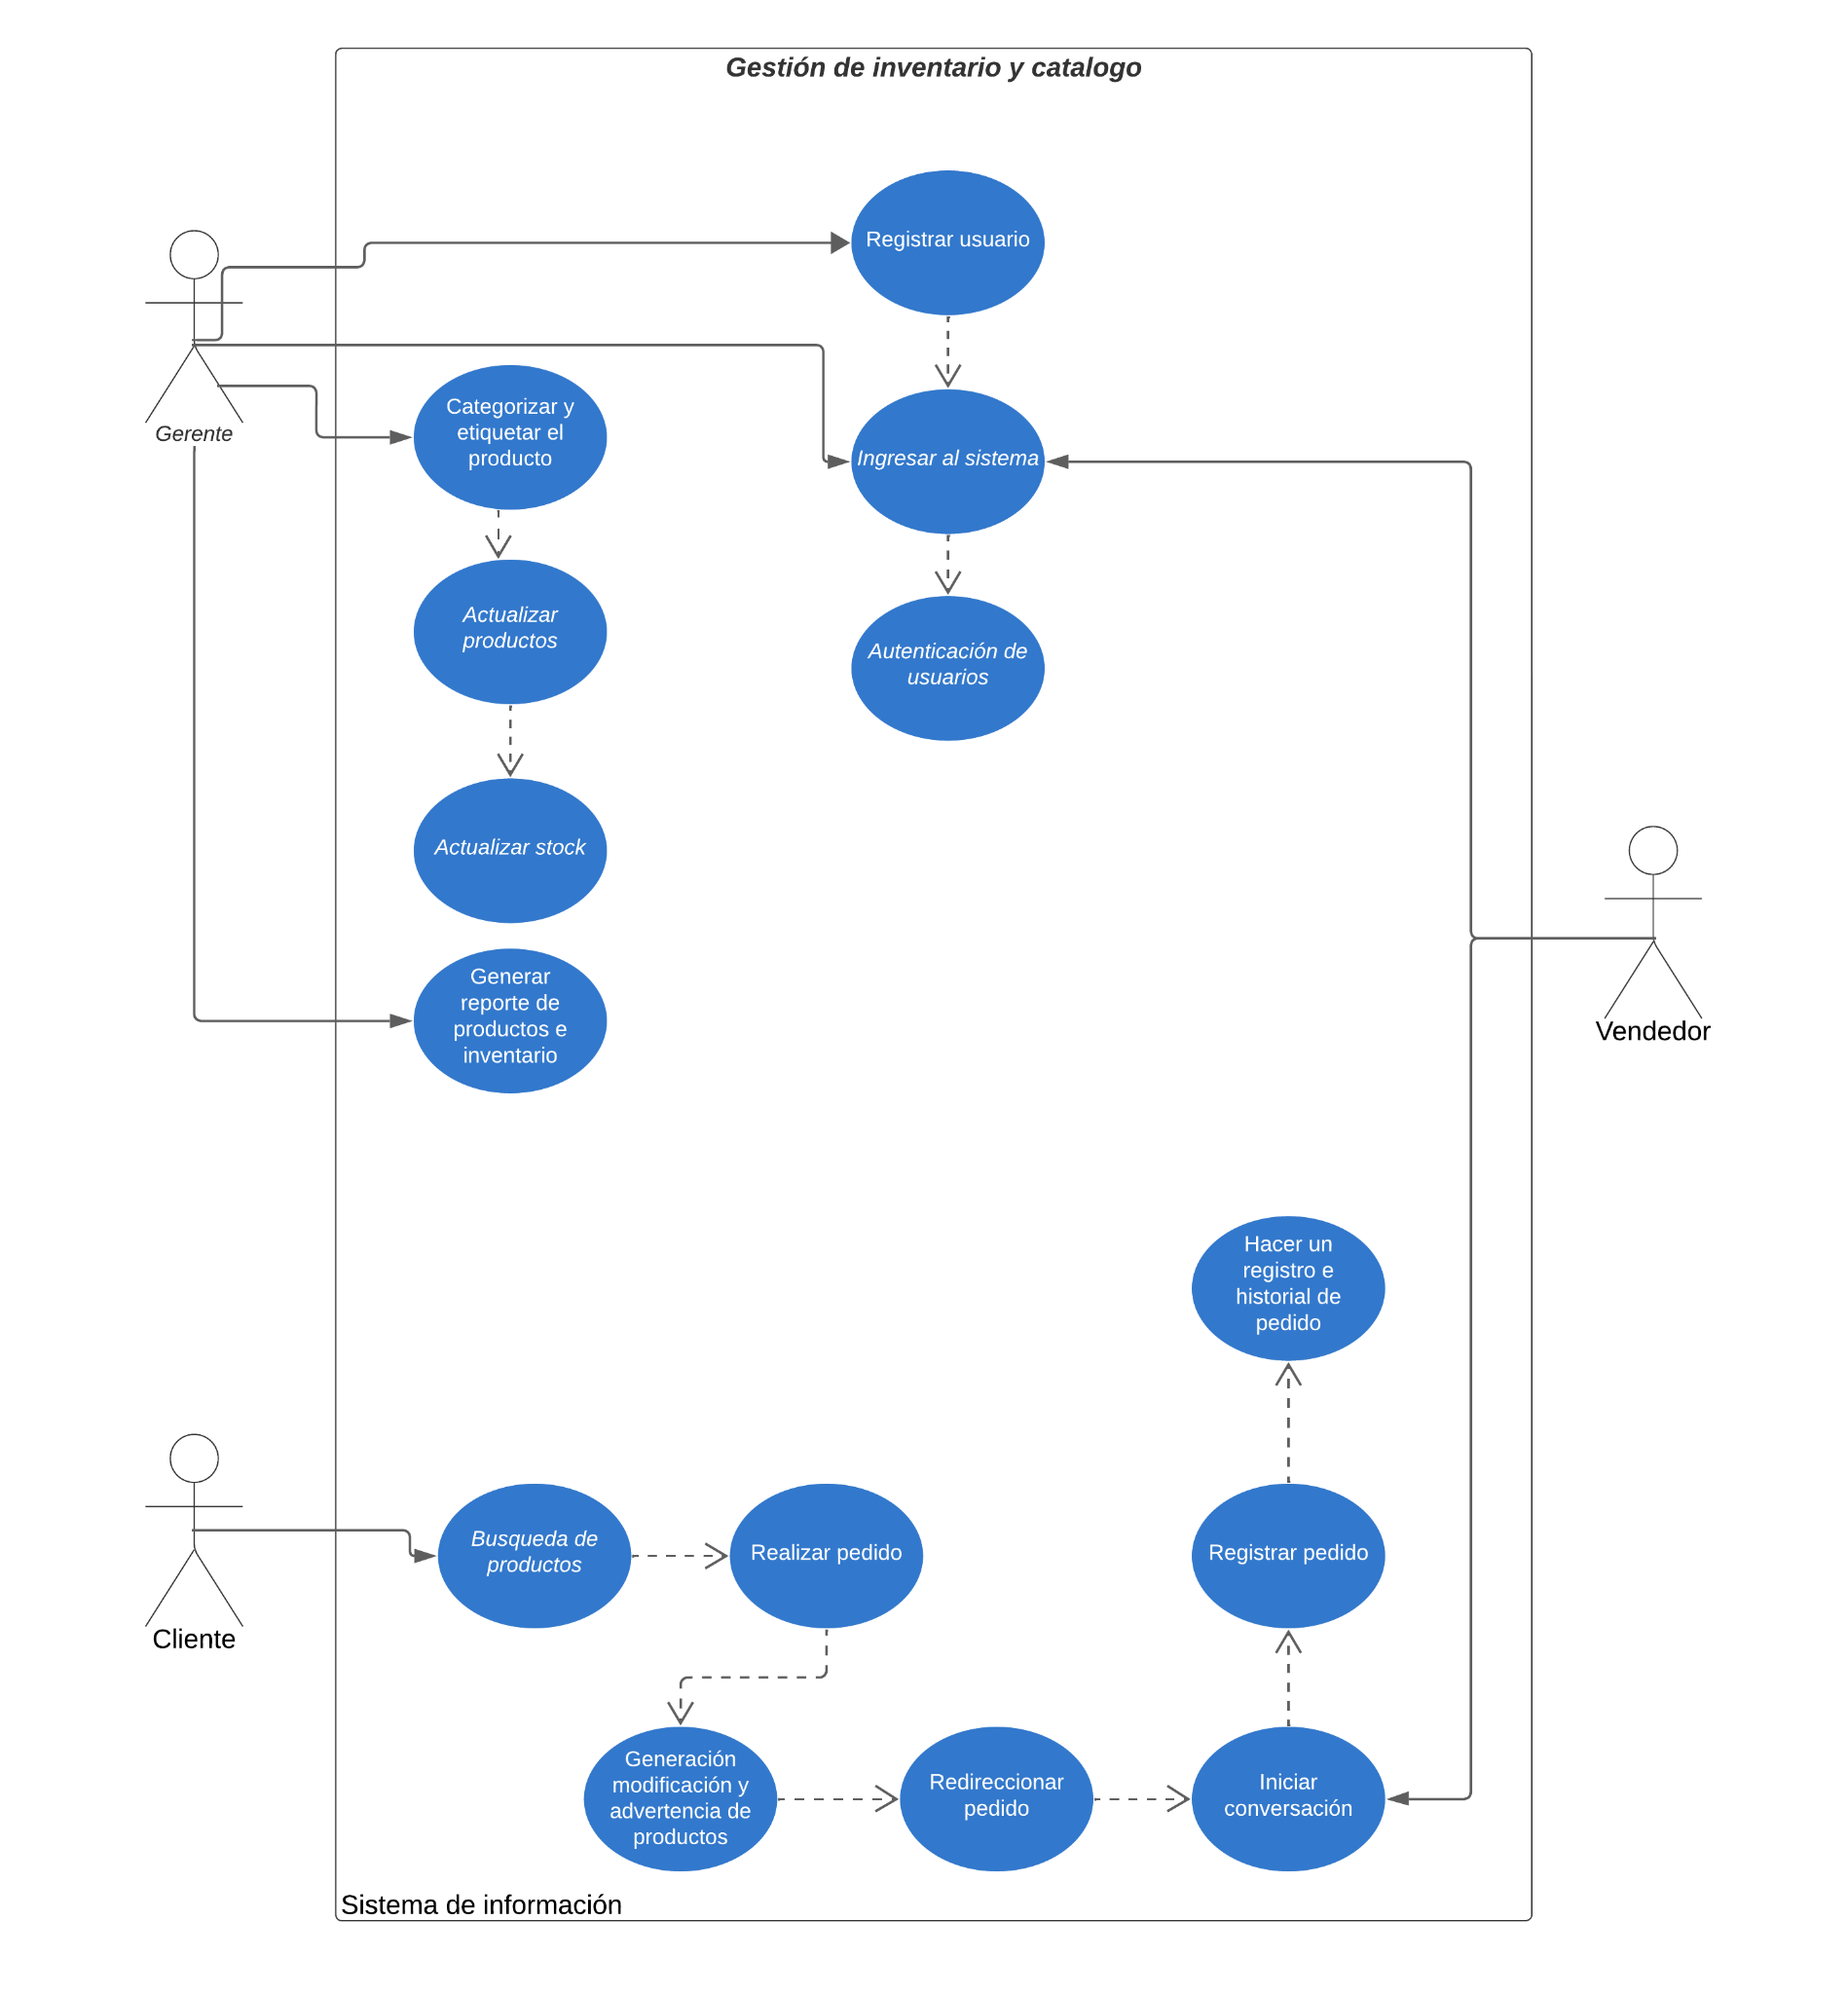 Gestión de inventario y catalogo
Registrar usuario
Gerente
Categorizar y
etiquetar el
producto
Ingresar al sistema
Actualizar
productos
Autenticación de
usuarios
Actualizar stock
Generar
reporte de
productos e
inventario
Vendedor
Hacer un
registro e
historial de
pedido
Cliente
Busqueda de
productos
Realizar pedido
Registrar pedido
Generación
modificación y
advertencia de
productos
Redireccionar
pedido
Iniciar
conversación
Sistema de información